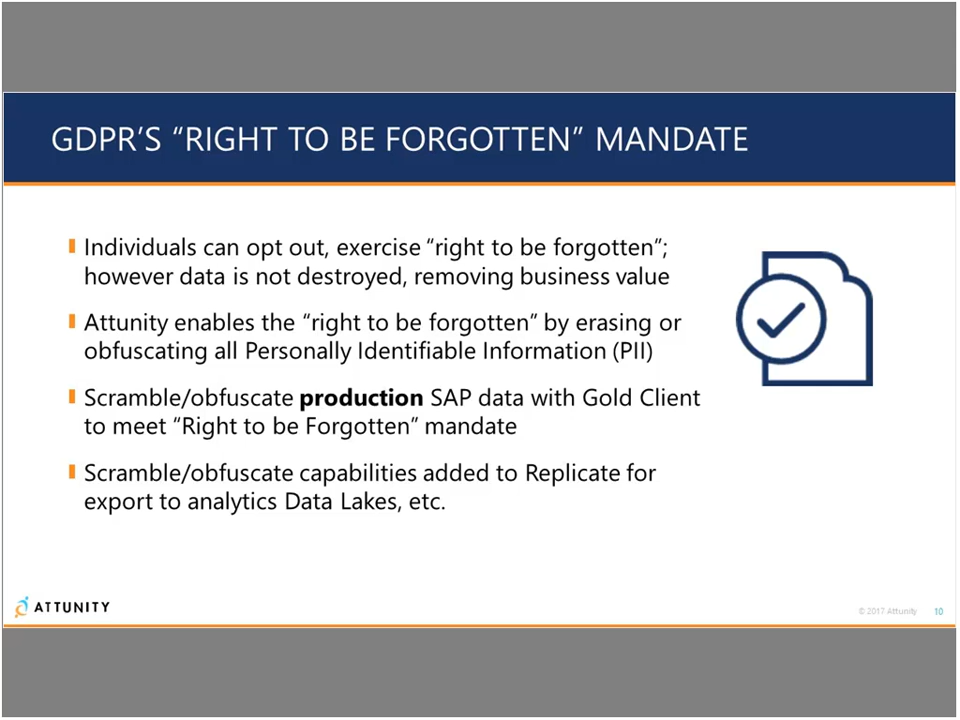 GDPR'S "RIGHT TO BE FORGOTTEN" MANDATE
Individuals can opt out, exercise "right to be forgotten";
however data is not destroyed, removing business value
Attunity enables the "right to be forgotten" by erasing or
obfuscating all Personally Identifiable Information (PII)
Scramble/obfuscate production SAP data with Gold Client
to meet "Right to be Forgotten" mandate
Scramble/obfuscate capabilities added to Replicate for
export to analytics Data Lakes, etc.
ATTUNITY
© 2017 Attunity 10